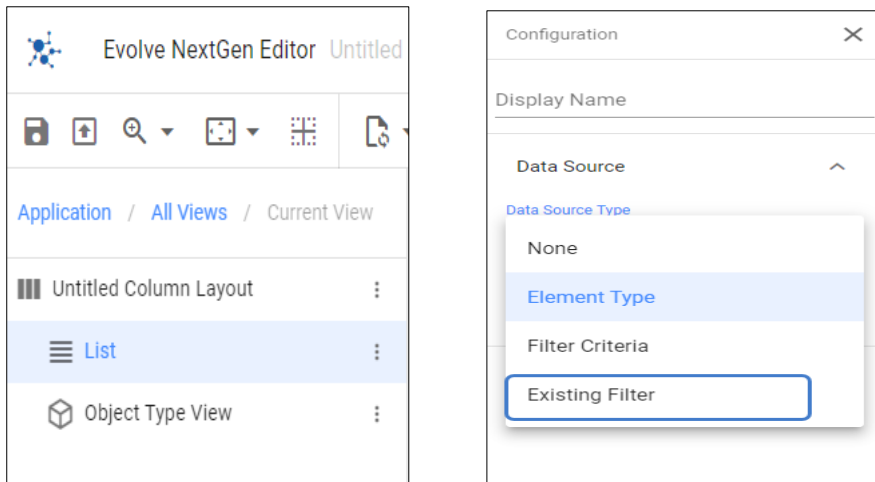 Evolve NextGen Editor Untitled
Application / All Views / Current View
Untitled Column Layout
List
Object Type View
Configuration
Display Name
Data Source
Data Source Type
None
Element Type
Filter Criteria
Existing Filter